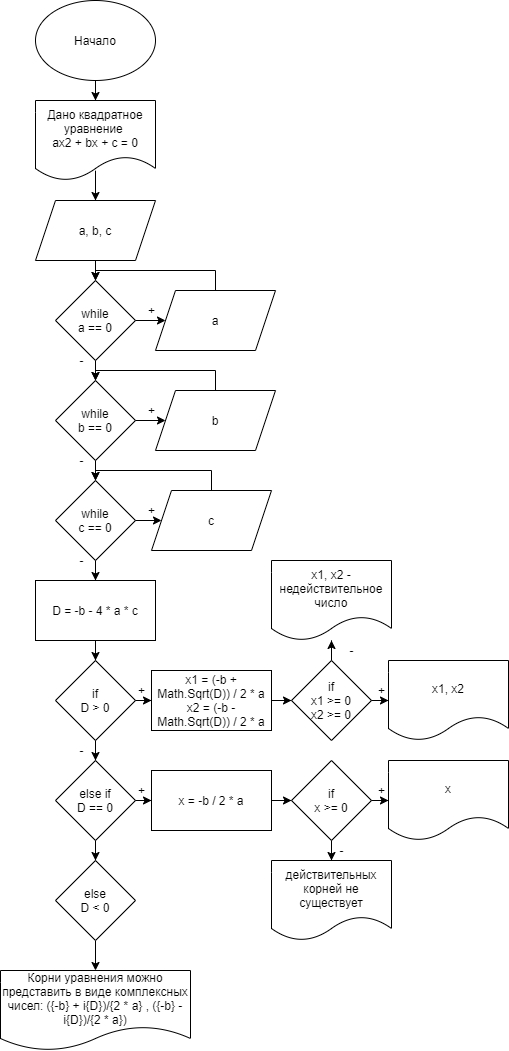 Начало
Дано квадратное
уравнение
ax2 + bx + c = 0
a, b, c
while
a == 0
+
a
-
while
b == 0
+
b
-
while
c == 0
+
c
-
D = -b - 4 * a * c
x1, x2 -
недействительное
число
-
if
D > 0
+
x1 = (-b +
Math.Sqrt(D)) / 2 * a
x2 = (-b -
Math.Sqrt(D)) / 2 * a
if
x1 >= 0
x2 >= 0
+
x1, x2
-
else if
D == 0
+
x = -b / 2 * a
if
x >= 0
+
x
-
действительных
корней не
существует
else
D < 0
Корни уравнения можно
представить в виде комплексных
чисел: ({-b} + i{D})/{2 * a} , ({-b} -
i{D})/{2 * a})